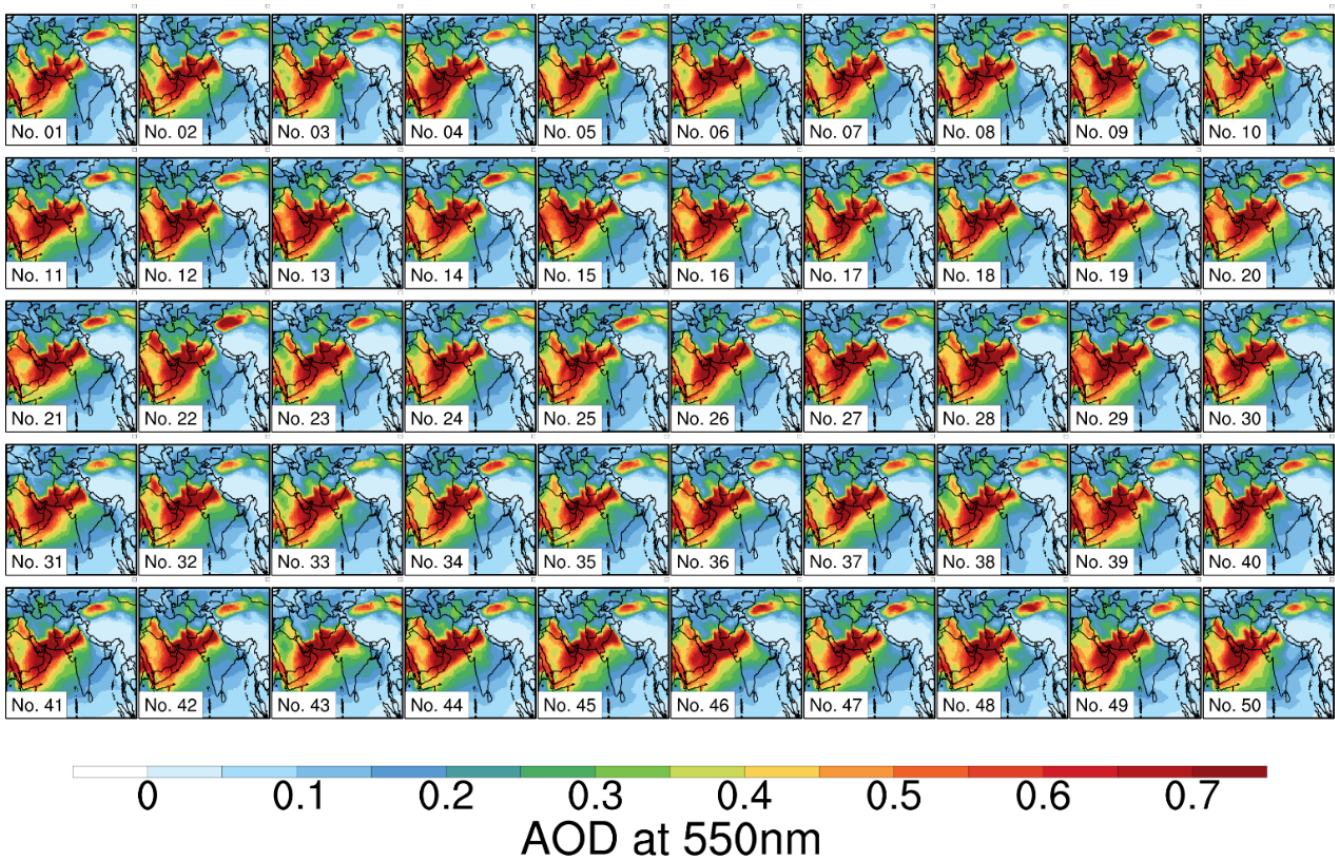 No. 01 No. 02 No. 03 No. 04 No. 05 No. 06 No. 07 No. 08 No. 09 No. 10
No. 11 No. 12 No. 13 No. 14 No. 15 No. 16 No. 17 No. 18 No. 19 No. 20
No. 21 No. 22 No. 23 No. 24 No. 25 No. 26 No. 27 No. 28 No. 29 No. 30
No. 31 No. 32 No. 33 No. 34 No. 35 No. 36 No. 37 No. 38 No. 39 No. 40
No. 41 No. 42 No. 43 No. 44 No. 45 No. 46 No. 47 No. 48 No. 49 No. 50
0 0.1 0.2 0.3 0.4 0.5 0.6 0.7
AOD at 550nm